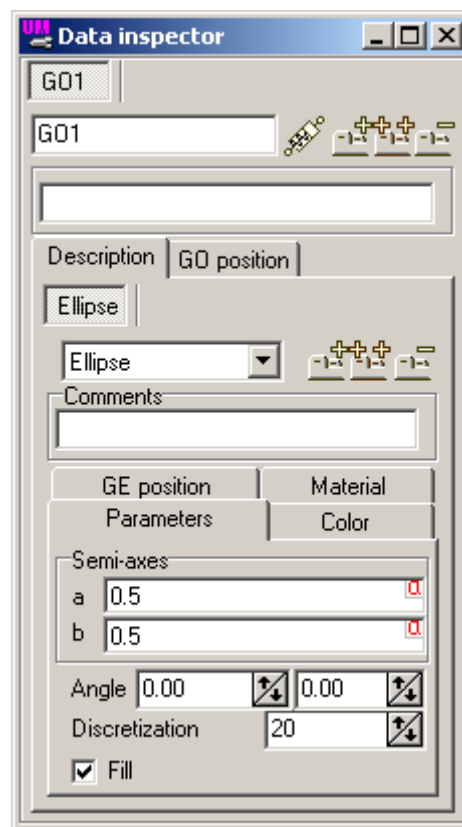 UM Data inspector
GO1
GO1
Description GO position
Ellipse
Ellipse
Comments
GE position Material
Parameters Color
Semi-axes
a 0.5
b 0.5
Angle 0.00 0.00
Discretization 20
Fill